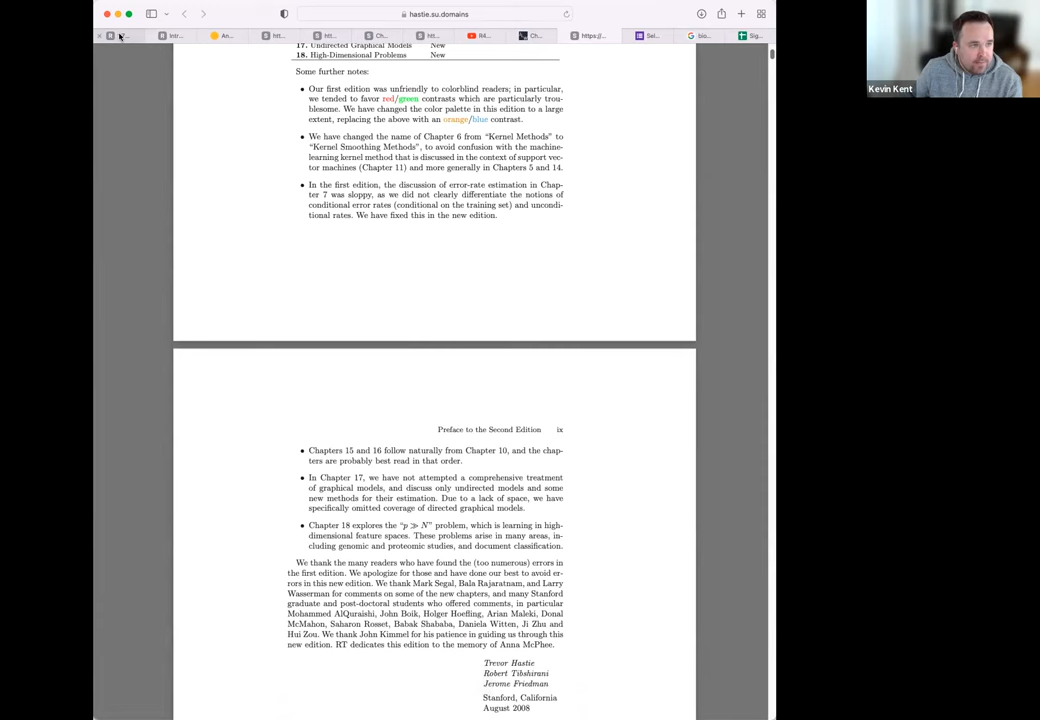 hastie.su.domains
Intr...
An...
htt...
htt...
Ch...
htt...
R4...
Ch...
https://...
Sei...
bio...
Sig...
Kevin Kent
17. Undirected Graphical Models New
18. High-Dimensional Problems New
Some further notes:
• Our first edition was unfriendly to colorblind readers; in particular,
we tended to favor red/green contrasts which are particularly trou-
blesome. We have changed the color palette in this edition to a large
extent, replacing the above with an orange/blue contrast.
• We have changed the name of Chapter 6 from “Kernel Methods” to
“Kernel Smoothing Methods”, to avoid confusion with the machine-
learning kernel method that is discussed in the context of support vec-
tor machines (Chapter 11) and more generally in Chapters 5 and 14.
• In the first edition, the discussion of error-rate estimation in Chap-
ter 7 was sloppy, as we did not clearly differentiate the notions of
conditional error rates (conditional on the training set) and uncondi-
tional rates. We have fixed this in the new edition.
Preface to the Second Edition ix
• Chapters 15 and 16 follow naturally from Chapter 10, and the chap-
ters are probably best read in that order.
• In Chapter 17, we have not attempted a comprehensive treatment
of graphical models, and discuss only undirected models and some
new methods for their estimation. Due to a lack of space, we have
specifically omitted coverage of directed graphical models.
• Chapter 18 explores the “p ≫ N” problem, which is learning in high-
dimensional feature spaces. These problems arise in many areas, in-
cluding genomic and proteomic studies, and document classification.
We thank the many readers who have found the (too numerous) errors in
the first edition. We apologize for those and have done our best to avoid er-
rors in this new edition. We thank Mark Segal, Bala Rajaratnam, and Larry
Wasserman for comments on some of the new chapters, and many Stanford
graduate and post-doctoral students who offered comments, in particular
Mohammed AlQuraishi, John Boik, Holger Hoefling, Arian Maleki, Donal
McMahon, Saharon Rosset, Babak Shababa, Daniela Witten, Ji Zhu and
Hui Zou. We thank John Kimmel for his patience in guiding us through this
new edition. RT dedicates this edition to the memory of Anna McPhee.
Trevor Hastie
Robert Tibshirani
Jerome Friedman
Stanford, California
August 2008